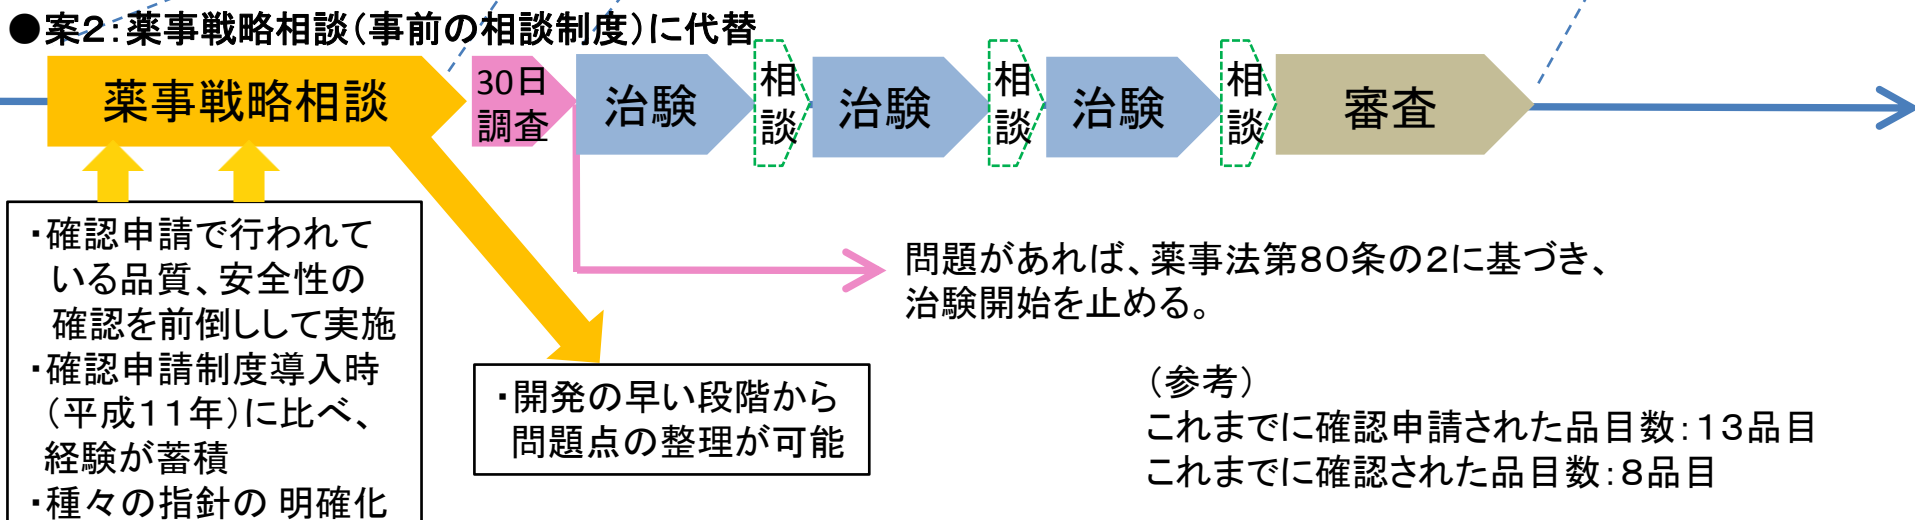 ●案2：薬事戦略相談（事前の相談制度）に代替
薬事戦略相談
30日
調査
治験
相
談
治験
相
談
治験
相
談
審査
・確認申請で行われて
いる品質、安全性の
確認を前倒しして実施
・確認申請制度導入時
（平成１１年）に比べ、
経験が蓄積
・種々の指針の 明確化
・開発の早い段階から
問題点の整理が可能
問題があれば、薬事法第８０条の２に基づき、
治験開始を止める。
（参考）
これまでに確認申請された品目数：１３品目
これまでに確認された品目数：８品目